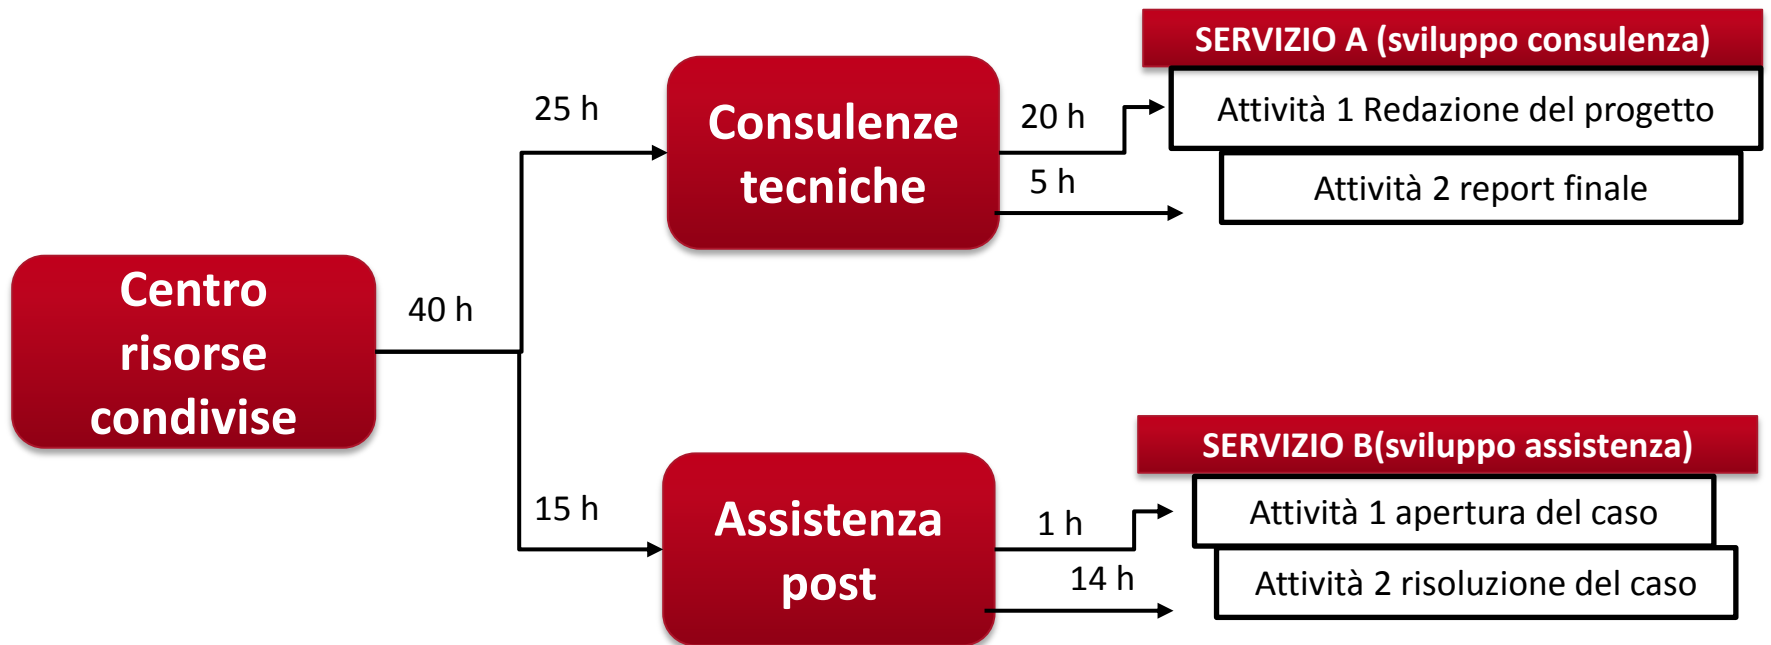 SERVIZIO A (sviluppo consulenza)
25 h
Consulenze
tecniche
20 h
Attività 1 Redazione del progetto
5 h
Attività 2 report finale
Centro
risorse
condivise
40 h
SERVIZIO B(sviluppo assistenza)
15 h
Assistenza
post
1 h
Attività 1 apertura del caso
14 h
Attività 2 risoluzione del caso